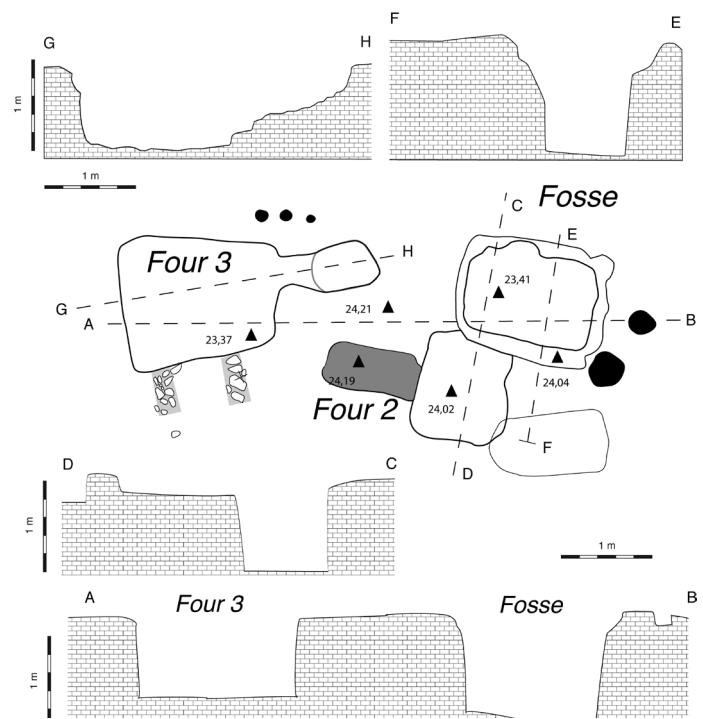 G
H
F
E
1 m
1 m
C
Fosse
E
H
Four 3
23,41
G
A
24,21
B
23,37
24,19
24,04
Four 2
24,02
F
D
D
C
1 m
1 m
A
Four 3
Fosse
B
1 m